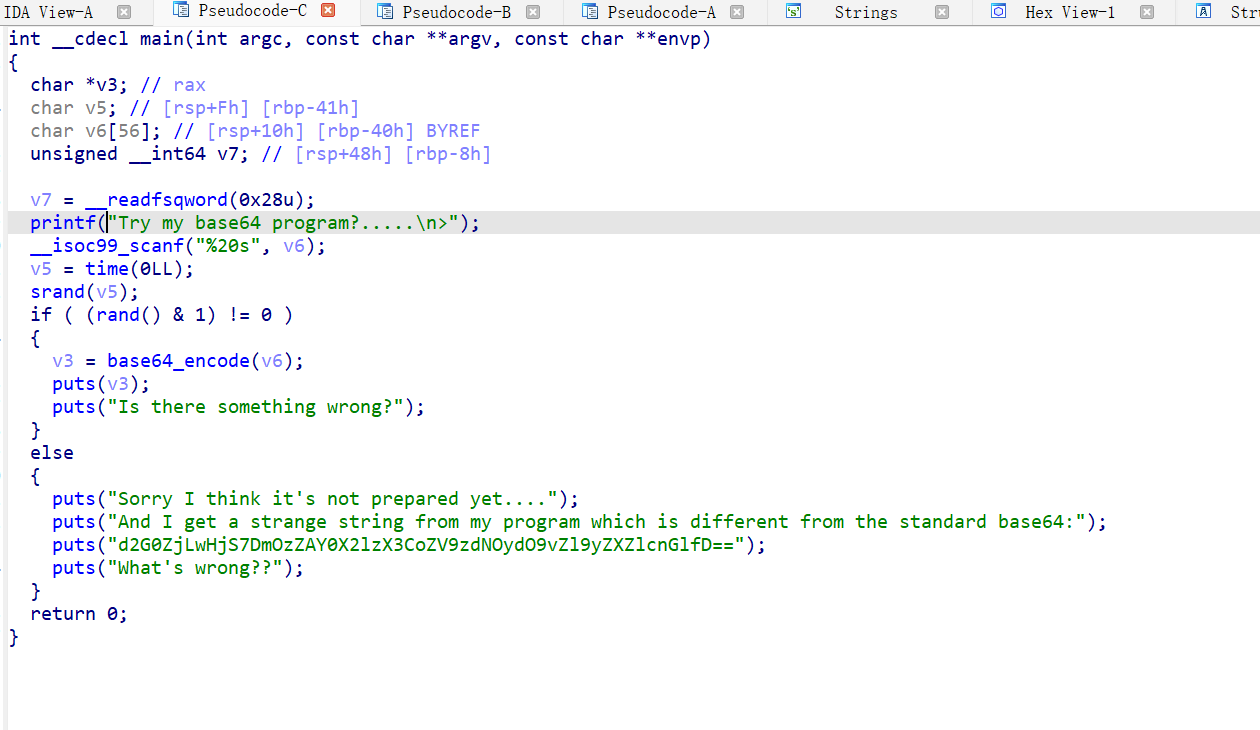 IDA View-A Pseudocode-C Pseudocode-B Pseudocode-A Strings Hex View-1
int __cdecl main(int argc, const char **argv, const char **envp)
{
  char *v3; // rax
  char v5; // [rsp+Fh] [rbp-41h]
  char v6[56]; // [rsp+10h] [rbp-40h] BYREF
  unsigned __int64 v7; // [rsp+48h] [rbp-8h]

  v7 = __readfsqword(0x28u);
  printf("Try my base64 program?.....\n>");
  __isoc99_scanf("%20s", v6);
  v5 = time(0LL);
  srand(v5);
  if ( (rand() & 1) != 0 )
  {
    v3 = base64_encode(v6);
    puts(v3);
    puts("Is there something wrong?");
  }
  else
  {
    puts("Sorry I think it's not prepared yet....");
    puts("And I get a strange string from my program which is different from the standard base64:");
    puts("d2G0ZjLwHjS7DmOzZAY0X2lzX3CoZV9zdNOydO9vZl9yZXZlcnGlfD==");
    puts("What's wrong??");
  }
  return 0;
}